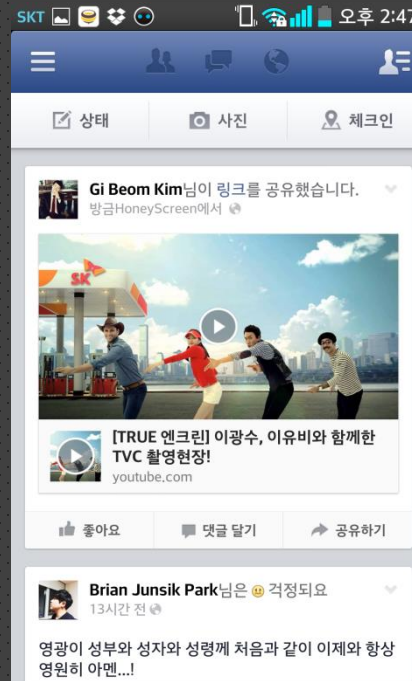 SKT 오후 2:47
상태 사진 체크인
Gi Beom Kim님이 링크를 공유했습니다.
방금HoneyScreen에서
SK
[TRUE 엔크린] 이광수, 이유비와 함께한
TVC 촬영현장!
youtube.com
좋아요 댓글 달기 공유하기
Brian Junsik Park님은 걱정되요
13시간 전
영광이 성부와 성자와 성령께 처음과 같이 이제와 항상
영원히 아멘...!